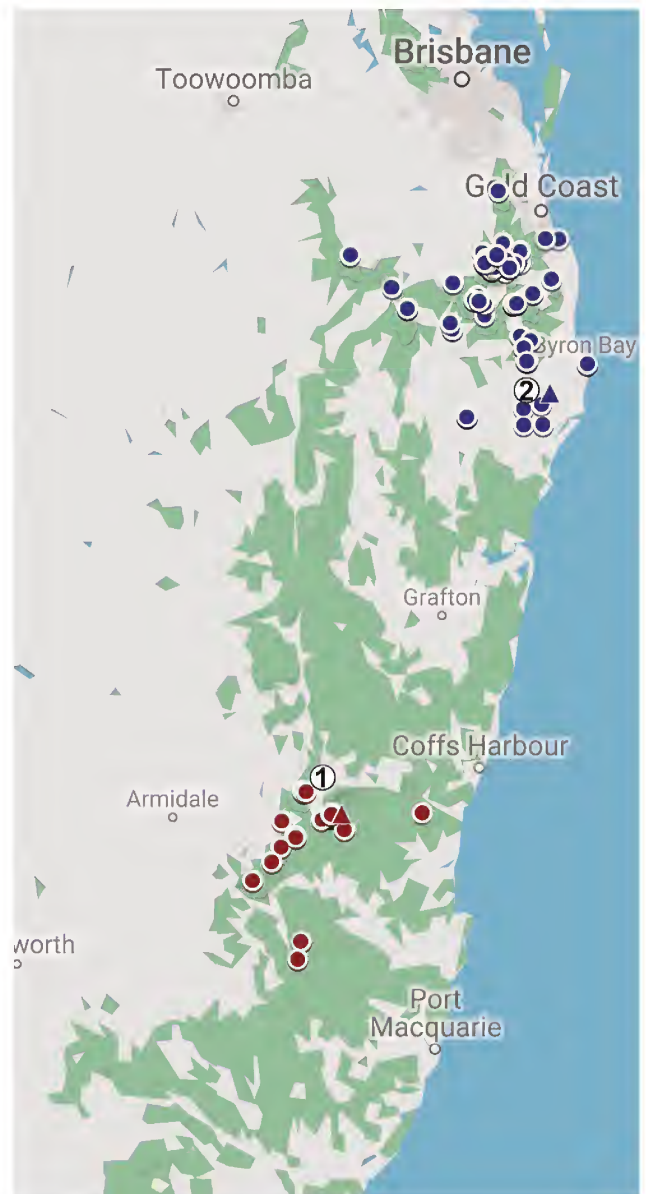 Brisbane
Toowoomba
Gold Coast
Byron Bay
2
Grafton
Coffs Harbour
1
Armidale
worth
Port
Macquarie